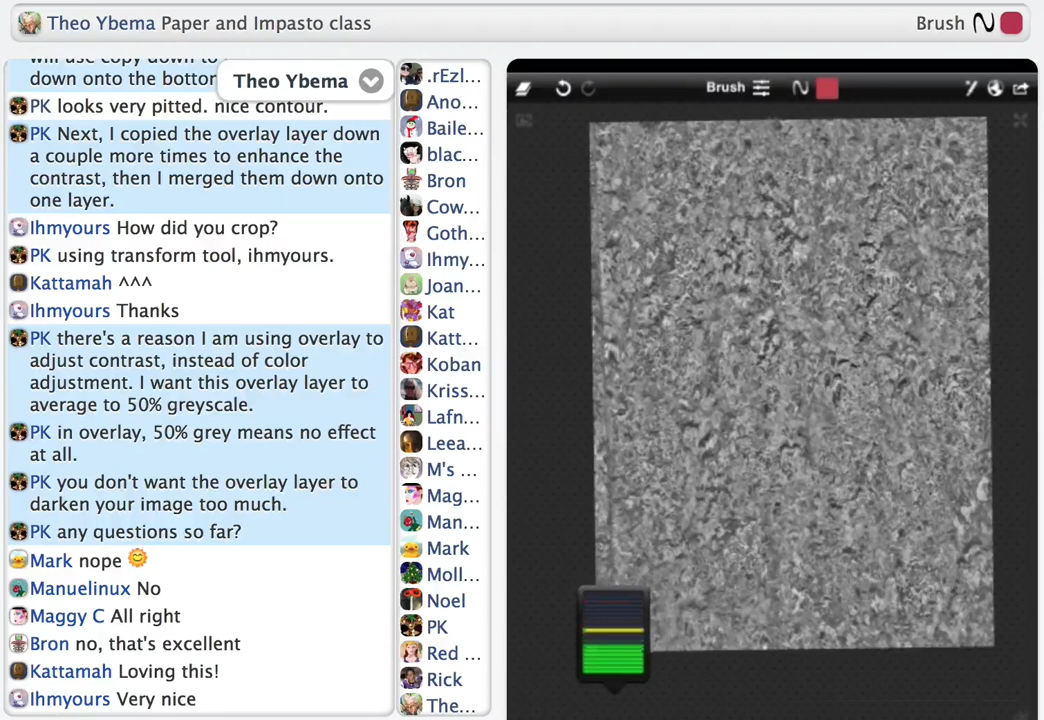 Theo Ybema Paper and Impasto class
Brush
will use copy down to
down onto the bottor
Theo Ybema
PK looks very pitted. nice contour.
PK Next, I copied the overlay layer down
a couple more times to enhance the
contrast, then I merged them down onto
one layer.
Ihmyours How did you crop?
PK using transform tool, ihmyours.
Kattamah ^^^
Ihmyours Thanks
PK there's a reason I am using overlay to
adjust contrast, instead of color
adjustment. I want this overlay layer to
average to 50% greyscale.
PK in overlay, 50% grey means no effect
at all.
PK you don't want the overlay layer to
darken your image too much.
PK any questions so far?
Mark nope
Manuelinux No
Maggy C All right
Bron no, that's excellent
Kattamah Loving this!
Ihmyours Very nice
.rEzl...
Ano...
Baile...
blac...
Bron
Cow...
Goth...
Ihmy...
Joan...
Kat
Katt...
Koban
Kriss...
Lafn...
Leea...
M's ...
Mag...
Man...
Mark
Moll...
Noel
PK
Red ...
Rick
The...
Brush